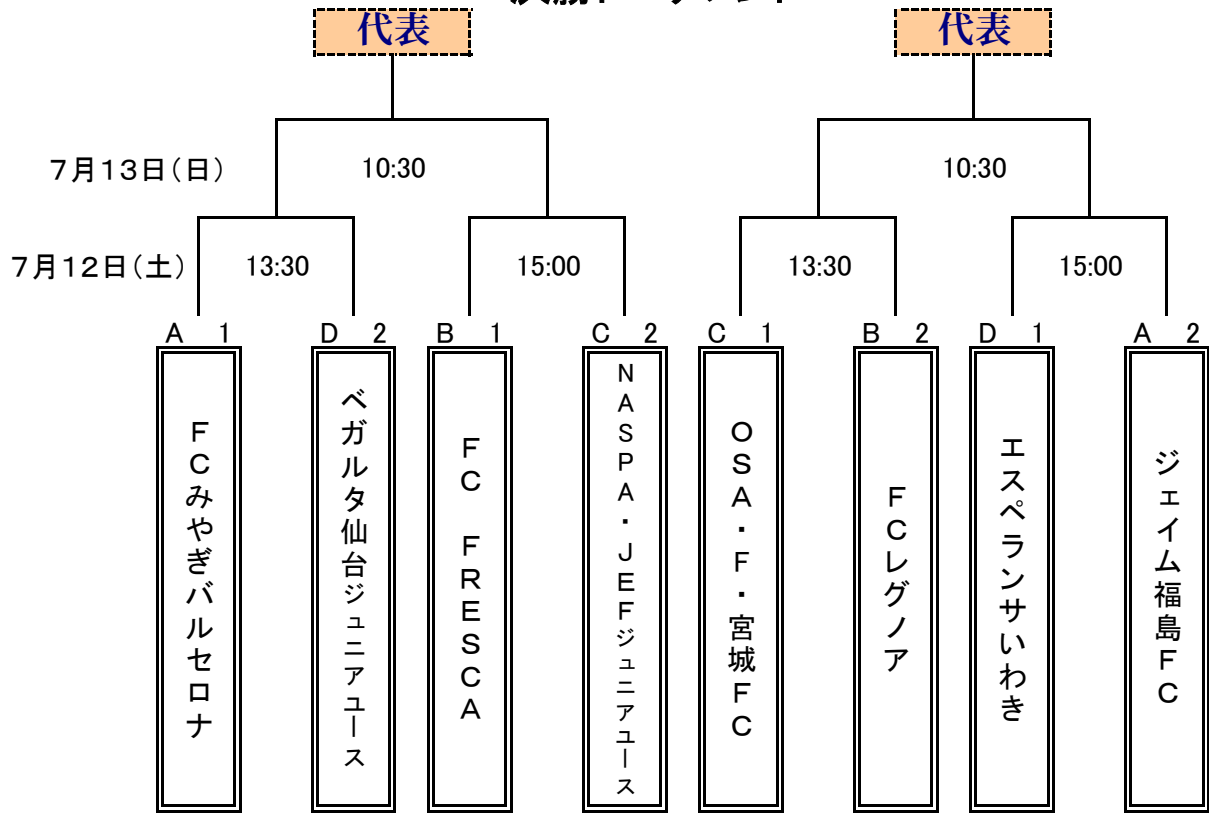 代表
代表
7月13日(日)
10:30
10:30
7月12日(土)
13:30
15:00
13:30
15:00
A 1
D 2
B 1
C 2
C 1
B 2
D 1
A 2
FCみやぎバルセロナ
ベガルタ仙台ジュニアユース
FC FRESCA
NASPA・JEFジュニアユース
OSA・F・宮城FC
FCレグノア
エスペランサいわき
ジェイム福島FC